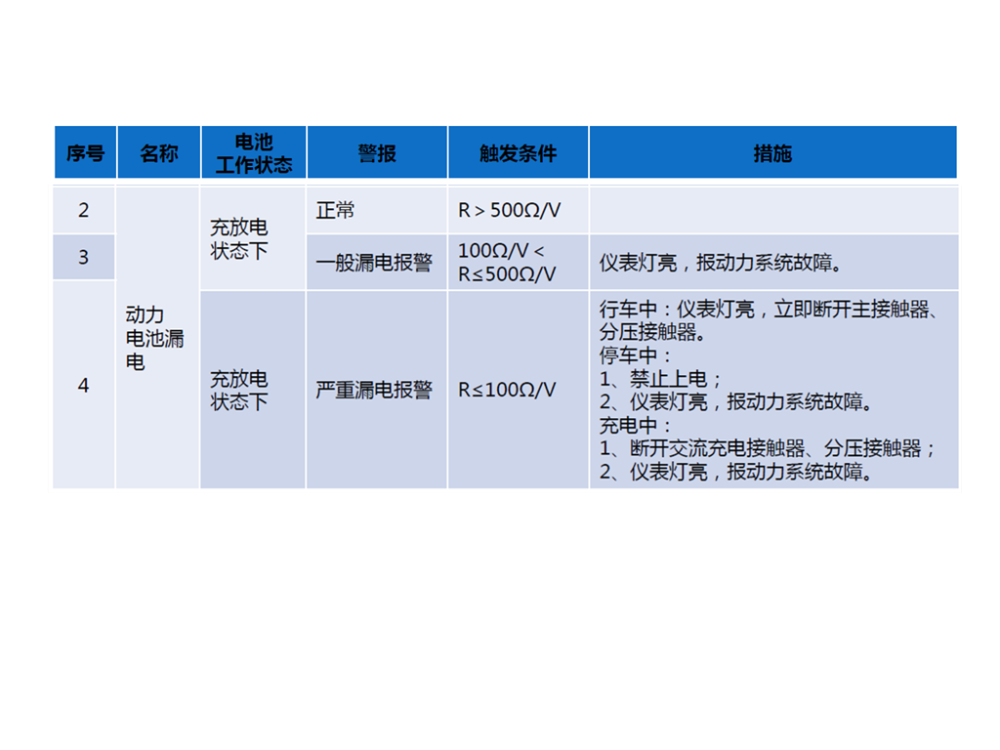 序号
名称
电池
工作状态
警报
触发条件
措施
2
动力
电池漏
电
充放电
状态下
正常
R＞500Ω/V
3
一般漏电报警
100Ω/V＜
R≤500Ω/V
仪表灯亮，报动力系统故障。
4
充放电
状态下
严重漏电报警
R≤100Ω/V
行车中：仪表灯亮，立即断开主接触器、
分压接触器。
停车中：
1、禁止上电；
2、仪表灯亮，报动力系统故障。
充电中：
1、断开交流充电接触器、分压接触器；
2、仪表灯亮，报动力系统故障。